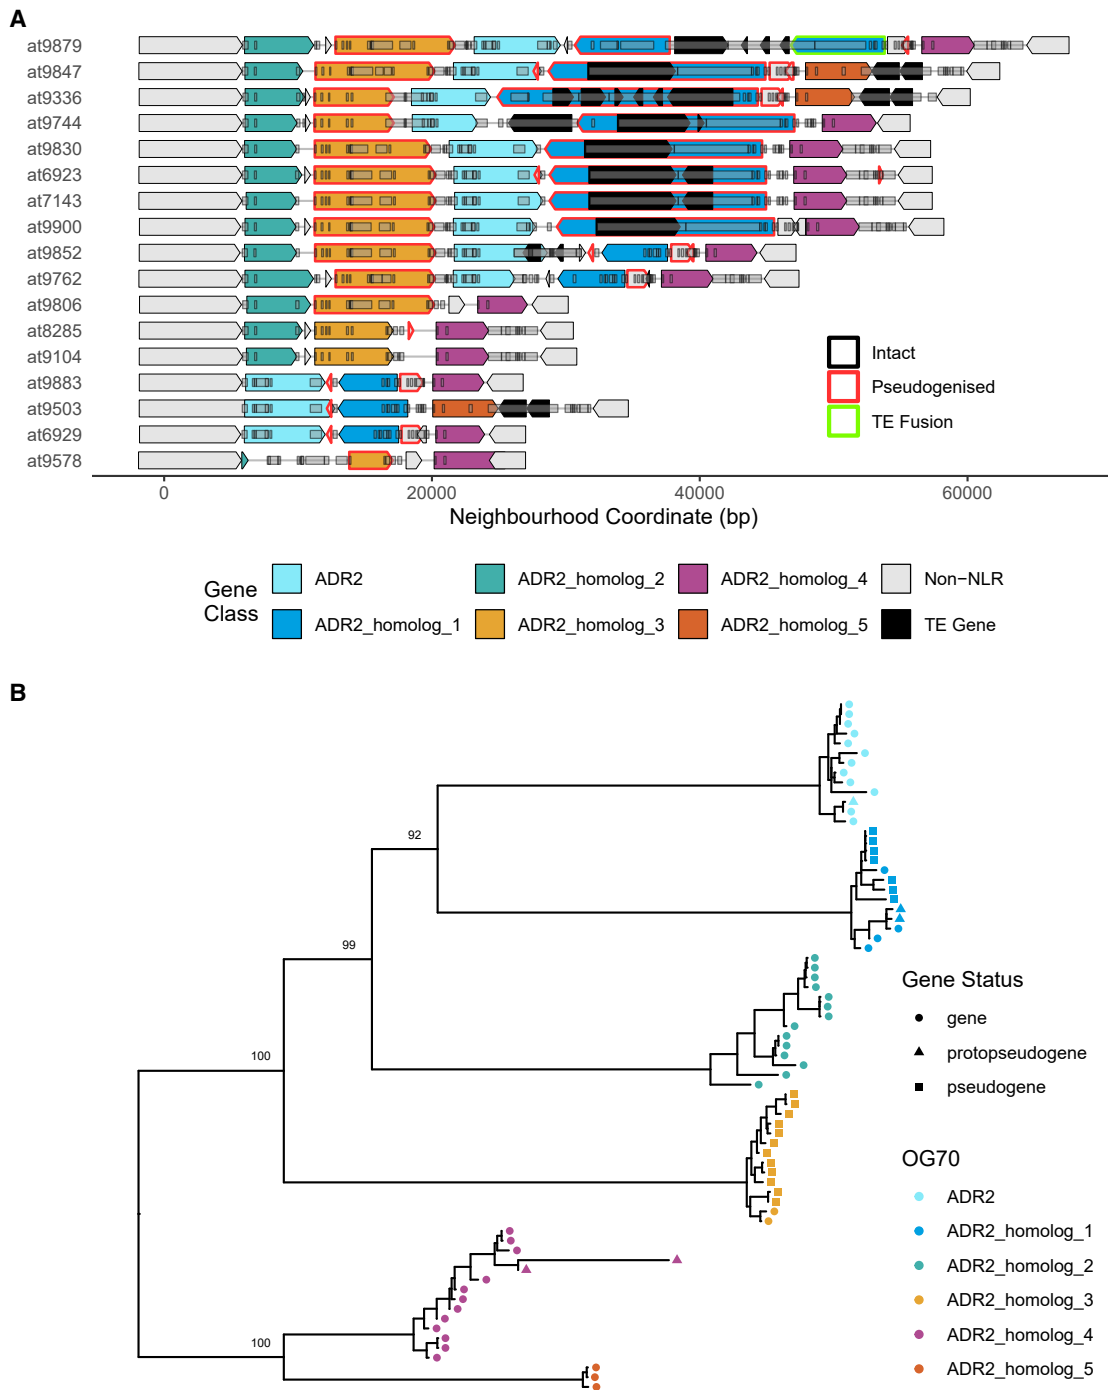 A
at9879
at9847
at9336
at9744
at9830
at6923
at7143
at9900
at9852
at9762
at9806
at8285
at9104
at9883
at9503
at6929
at9578
Intact
Pseudogenised
TE Fusion
0 20000 40000 60000
Neighbourhood Coordinate (bp)
Gene Class
ADR2 ADR2_homolog_2 ADR2_homolog_4 Non−NLR
ADR2_homolog_1 ADR2_homolog_3 ADR2_homolog_5 TE Gene
B
92
99
100
100
Gene Status
gene
protopseudogene
pseudogene
OG70
ADR2
ADR2_homolog_1
ADR2_homolog_2
ADR2_homolog_3
ADR2_homolog_4
ADR2_homolog_5